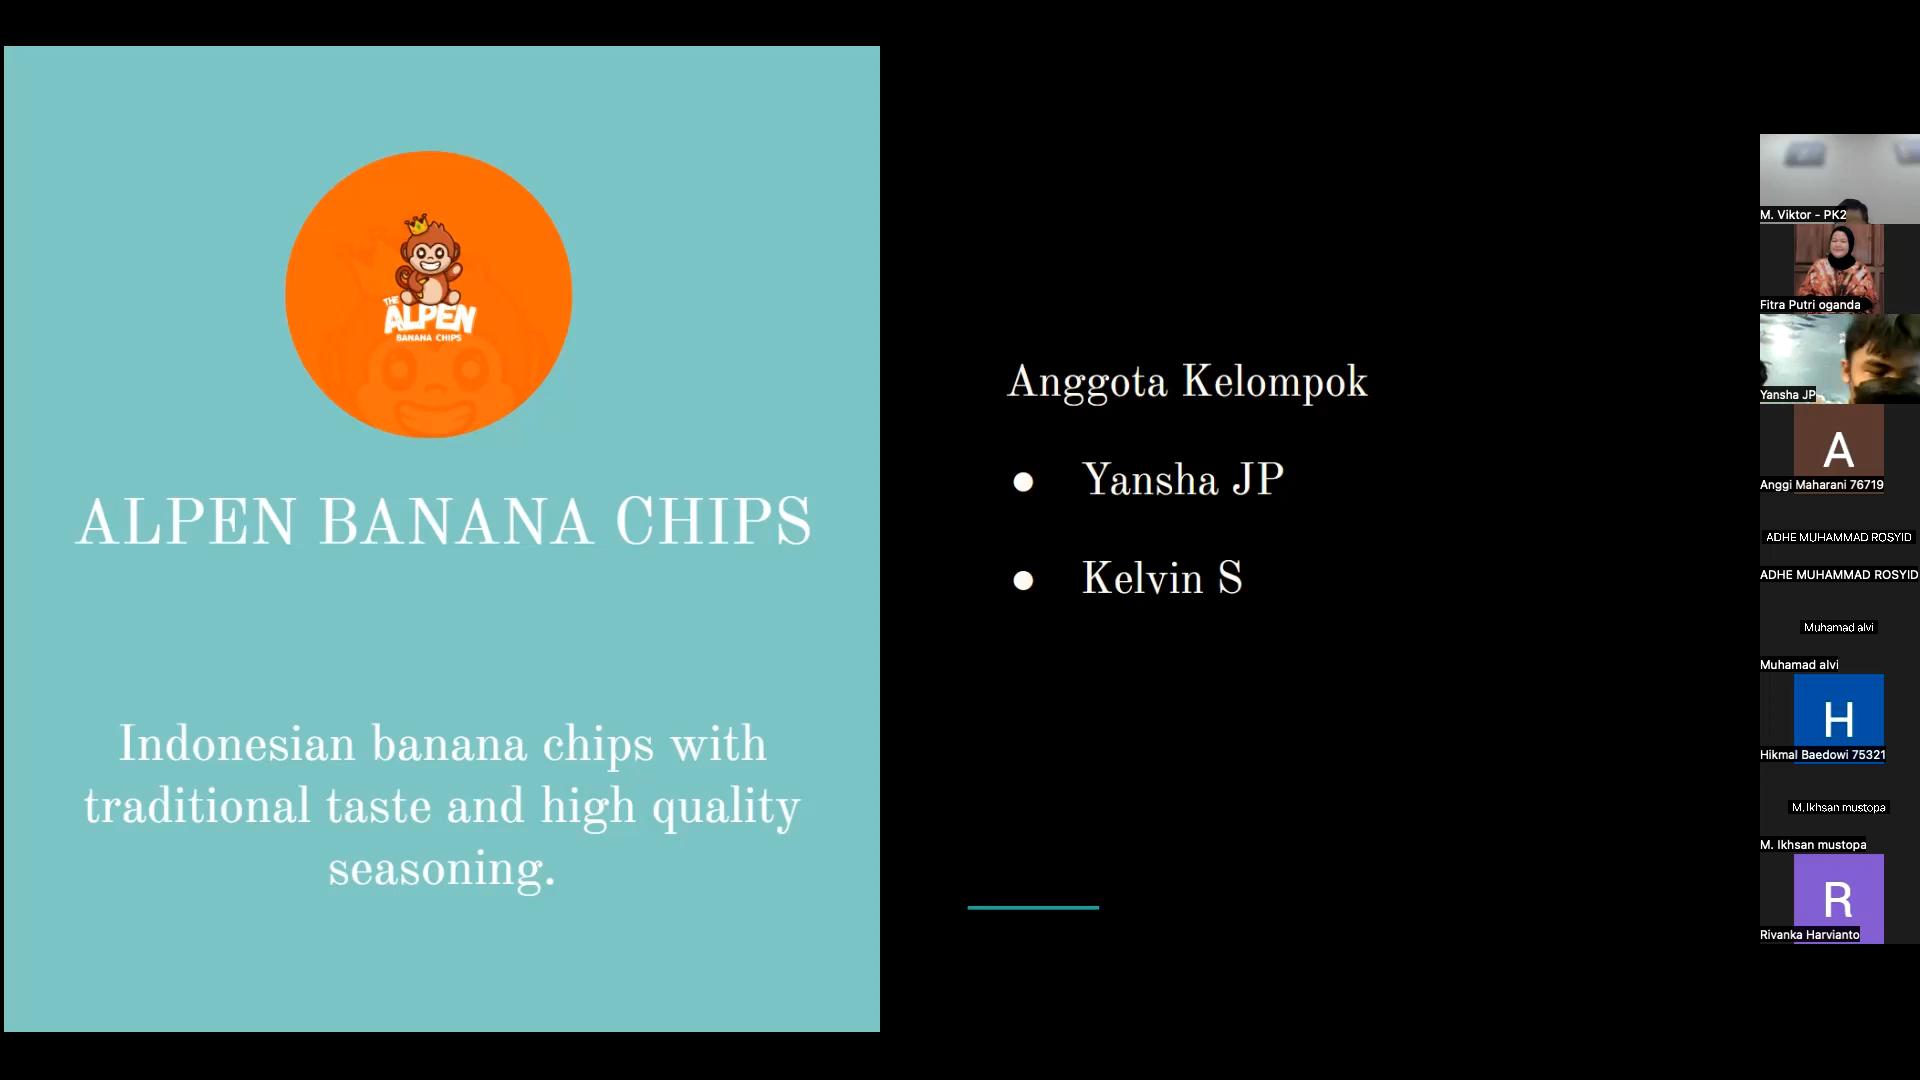 THE
ALPEN
BANANA CHIPS
ALPEN BANANA CHIPS
Indonesian banana chips with
traditional taste and high quality
seasoning.
Anggota Kelompok
● Yansha JP
● Kelvin S
M. Viktor - PK2
Fitra Putri oganda
Yansha JP
A
Anggi Maharani 76719
ADHE MUHAMMAD ROSYID
ADHE MUHAMMAD ROSYID
Muhamad alvi
Muhamad alvi
H
Hikmal Baedowi 75321
M. Ikhsan mustopa
M. Ikhsan mustopa
R
Rivanka Harvianto